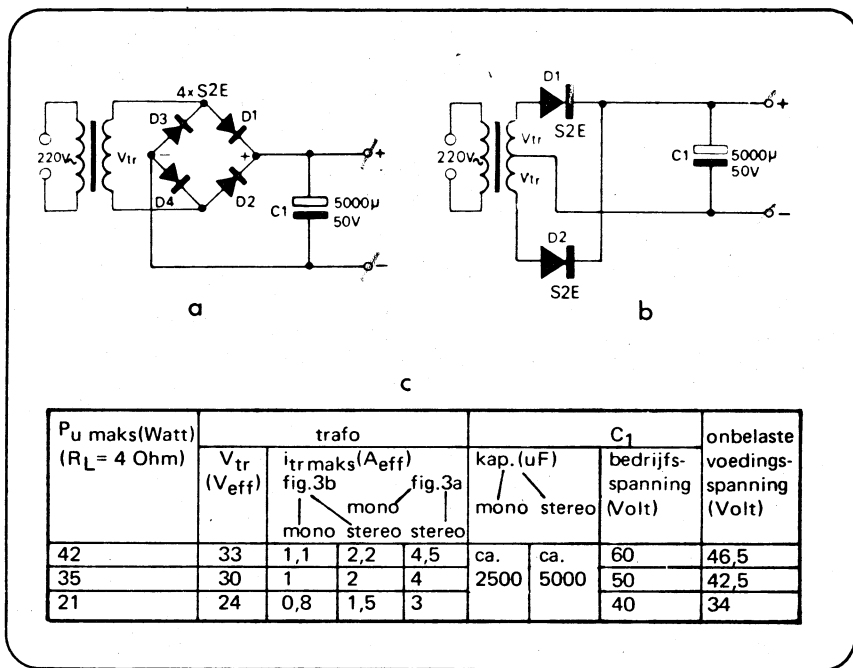 4x S2E
D3
D1
220V~
Vtr
−
+
+
D4
D2
C1
5000µ
50V
−
a
D1
S2E
+
220V~
Vtr
Vtr
C1
5000µ
50V
D2
−
S2E
b
c
Pu maks(Watt)
(RL = 4 Ohm)
trafo
C1
onbelaste
voedings-
spanning
(Volt)
Vtr
(Veff)
itrmaks(Aeff)
fig.3b fig.3a
mono
mono stereo stereo
kap.(uF)
mono stereo
bedrijfs-
spanning
(Volt)
42 33 1,1 2,2 4,5 ca. ca. 60 46,5
35 30 1 2 4 2500 5000 50 42,5
21 24 0,8 1,5 3 40 34